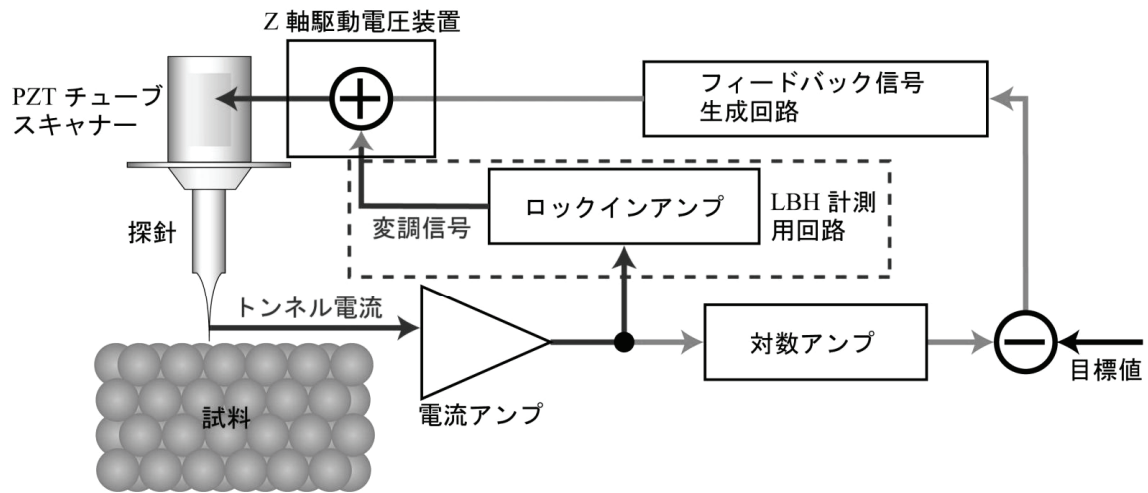 Z 軸駆動電圧装置
PZT チューブ
スキャナー
フィードバック信号
生成回路
ロックインアンプ
LBH 計測
用回路
変調信号
探針
トンネル電流
対数アンプ
目標値
電流アンプ
試料